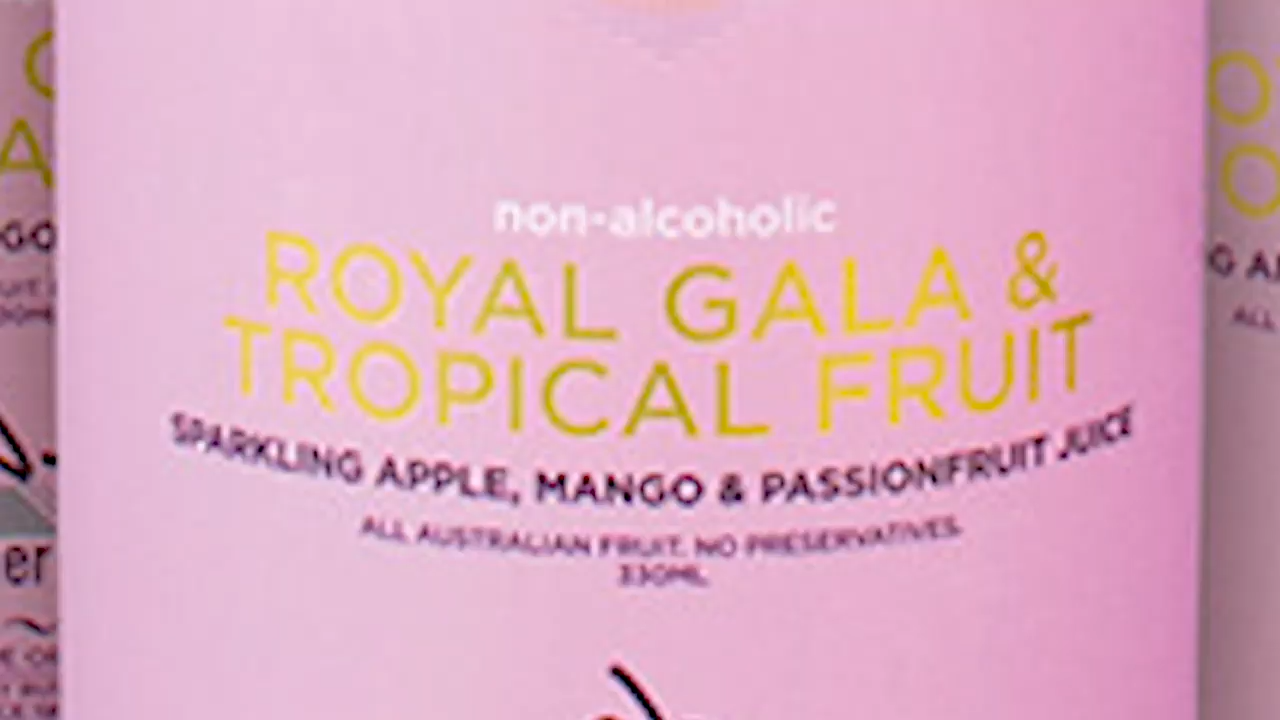 non-alcoholic
ROYAL GALA &
TROPICAL FRUIT
SPARKLING APPLE, MANGO & PASSIONFRUIT JUICE
ALL AUSTRALIAN FRUIT. NO PRESERVATIVES.
330ML